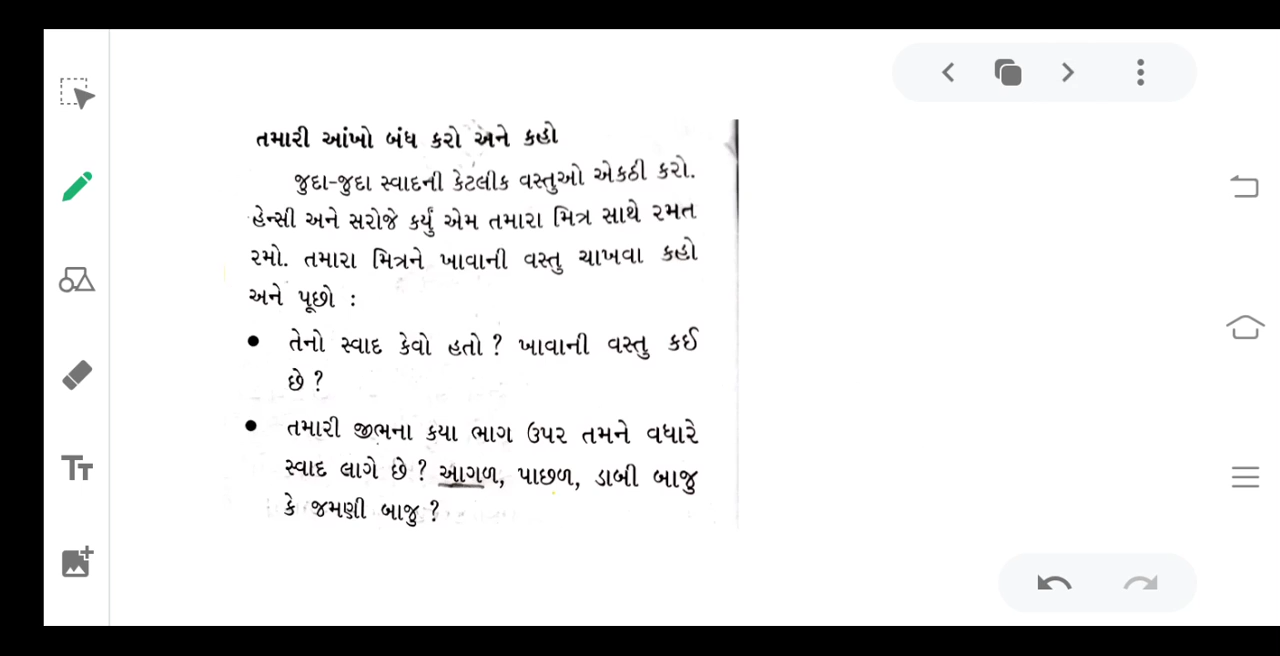 તમારી આંખો બંધ કરો અને કહો
જુદા-જુદા સ્વાદની કેટલીક વસ્તુઓ એકઠી કરો.
હેન્સી અને સરોજે કર્યું એમ તમારા મિત્ર સાથે રમત
રમો. તમારા મિત્રને ખાવાની વસ્તુ ચાખવા કહો
અને પૂછો :
• તેનો સ્વાદ કેવો હતો ? ખાવાની વસ્તુ કઈ
છે ?
• તમારી જીભના કયા ભાગ ઉપર તમને વધારે
સ્વાદ લાગે છે ? આગળ, પાછળ, ડાબી બાજુ
કે જમણી બાજુ ?
TT